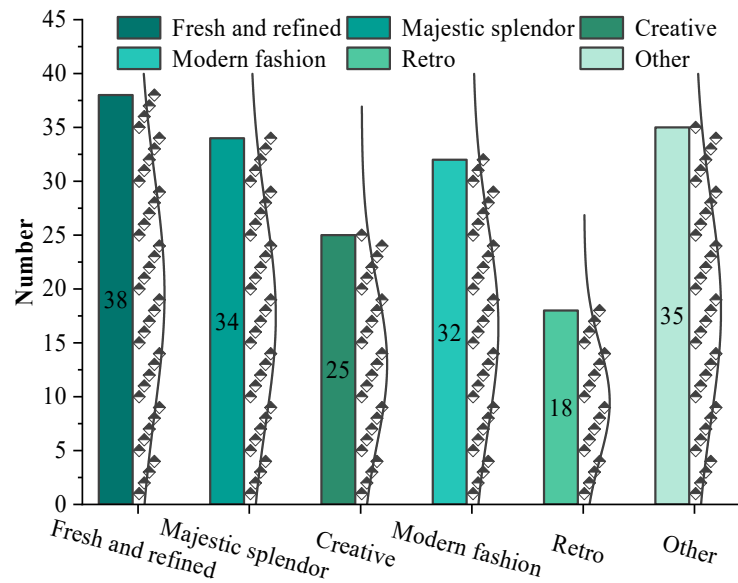 Fresh and refined Majestic splendor Creative
Modern fashion Retro Other
45
40
35
30
25
20
15
10
5
0
Number
38
34
25
32
18
35
Fresh and refined
Majestic splendor
Creative
Modern fashion
Retro
Other